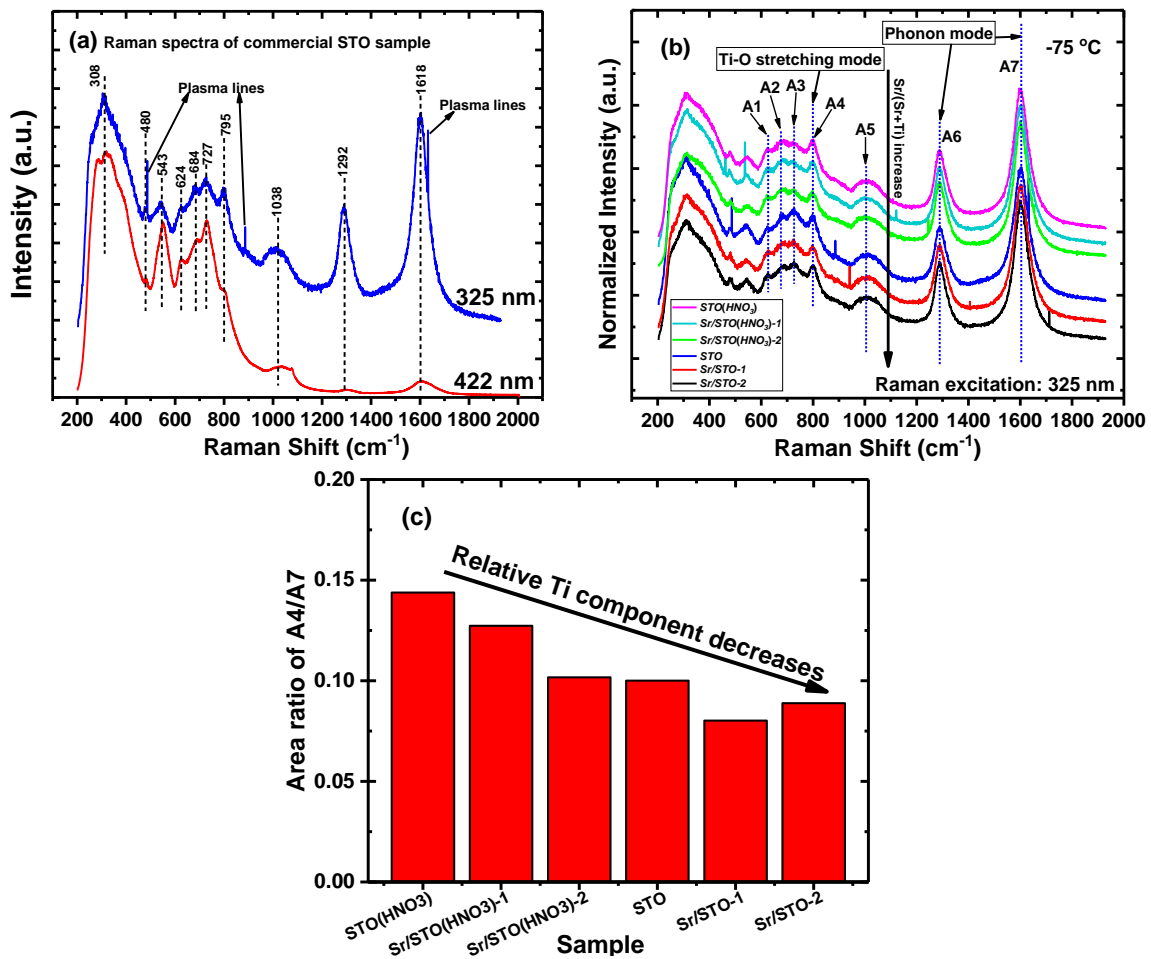 (a) Raman spectra of commercial STO sample
308
480
543
624
684
727
795
1038
1292
1618
Plasma lines
Plasma lines
325 nm
422 nm
Intensity (a.u.)
200 400 600 800 1000 1200 1400 1600 1800 2000
Raman Shift (cm-1)
(b)
Phonon mode
-75 °C
Ti-O stretching mode
A1
A2
A3
A4
A5
A6
A7
Sr/(Sr+Ti) increase
STO(HNO3)
Sr/STO(HNO3)-1
Sr/STO(HNO3)-2
STO
Sr/STO-1
Sr/STO-2
Raman excitation: 325 nm
Normalized Intensity (a.u.)
200 400 600 800 1000 1200 1400 1600 1800 2000
Raman Shift (cm-1)
(c)
Relative Ti component decreases
0.20
0.15
0.10
0.05
0.00
Area ratio of A4/A7
STO(HNO3)
Sr/STO(HNO3)-1
Sr/STO(HNO3)-2
STO
Sr/STO-1
Sr/STO-2
Sample